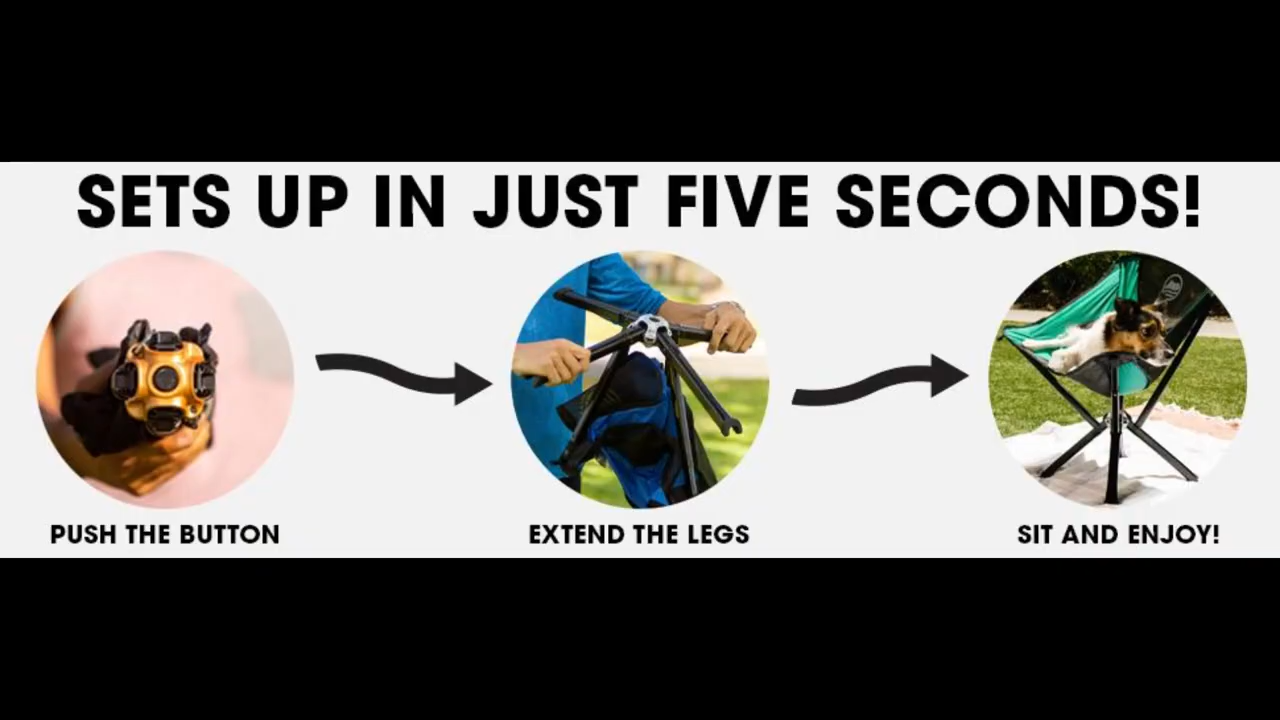 SETS UP IN JUST FIVE SECONDS!
PUSH THE BUTTON
EXTEND THE LEGS
SIT AND ENJOY!